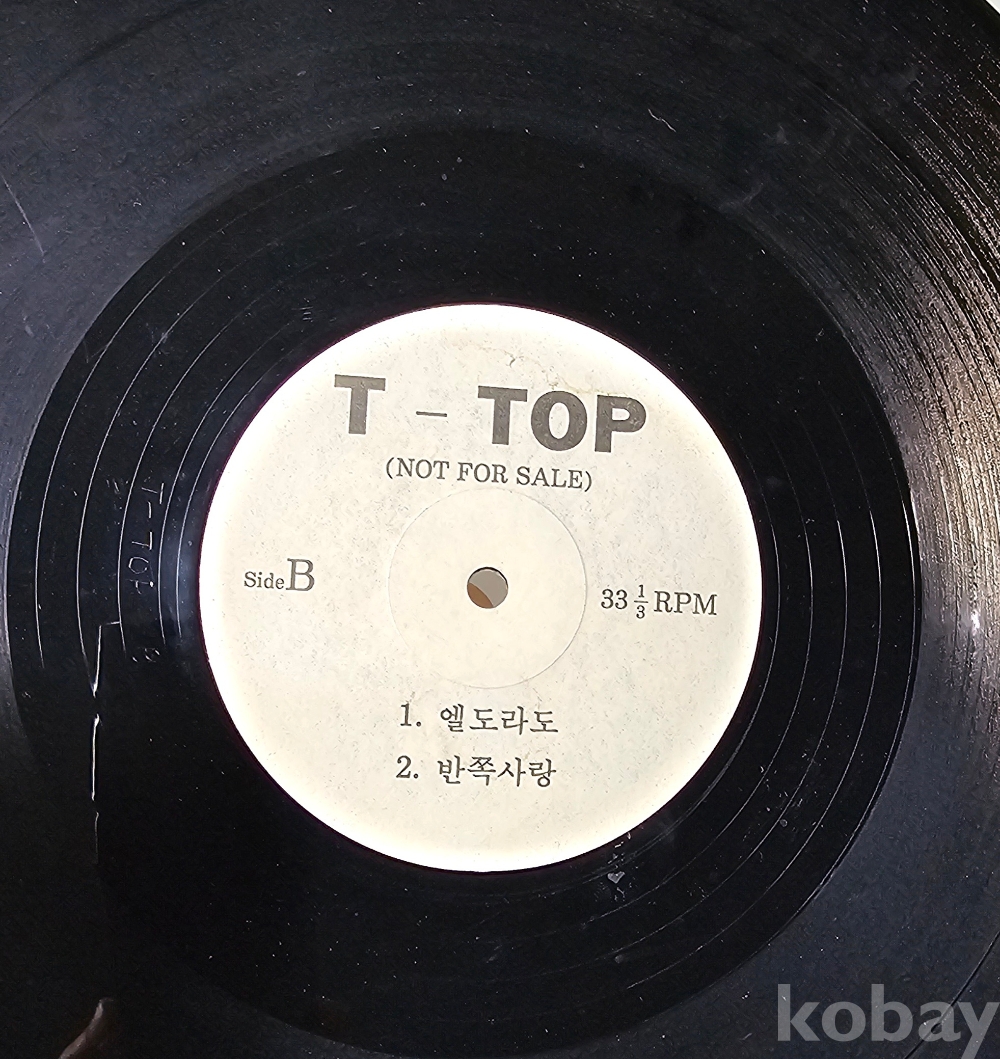 T - TOP
(NOT FOR SALE)
Side B
33 1/3 RPM
1. 엘도라도
2. 반쪽사랑
T - TOP B
kobay